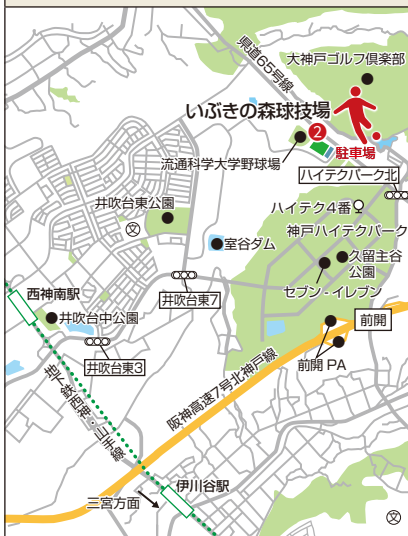 県道65号線
大神戸ゴルフ倶楽部
いぶきの森球技場
2
駐車場
流通科学大学野球場
ハイテクパーク北
井吹台東公園
文
ハイテク4番
神戸ハイテクパーク
室谷ダム
久留主谷
公園
セブン-イレブン
西神南駅
井吹台東7
井吹台中公園
前開
井吹台東3
前開 PA
阪神高速7号北神戸線
地下鉄西神・山手線
伊川谷駅
三宮方面
文